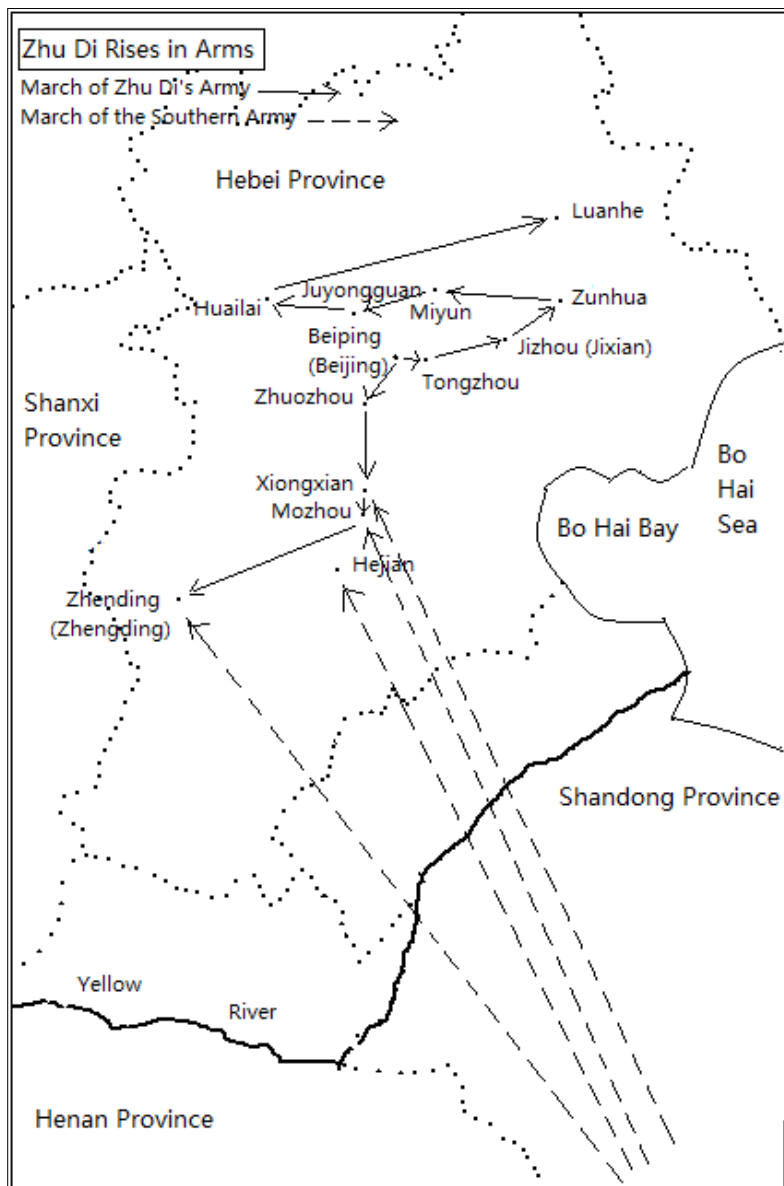 Zhu Di Rises in Arms
March of Zhu Di's Army
March of the Southern Army
Hebei Province
Luanhe
Juyongguan
Huailai
Miyun
Zunhua
Beiping
(Beijing)
Jizhou (Jixian)
Tongzhou
Zhuozhou
Shanxi
Province
Bo
Hai
Sea
Xiongxian
Mozhou
Bo Hai Bay
Hejian
Zhending
(Zhengding)
Shandong Province
Yellow
River
Henan Province